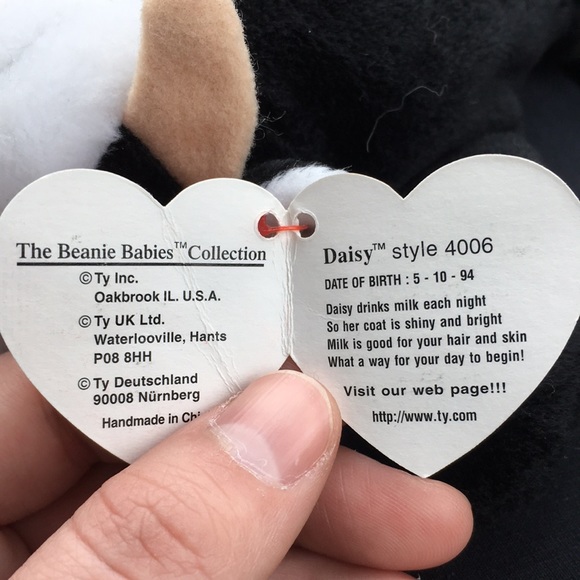 The Beanie Babies™Collection
© Ty Inc.
Oakbrook IL. U.S.A.
© Ty UK Ltd.
Waterlooville, Hants
P08 8HH
© Ty Deutschland
90008 Nürnberg
Handmade in
Daisy™ style 4006
DATE OF BIRTH : 5 - 10 - 94
Daisy drinks milk each night
So her coat is shiny and bright
Milk is good for your hair and skin
What a way for your day to begin!
Visit our web page!!!
http://www.ty.com